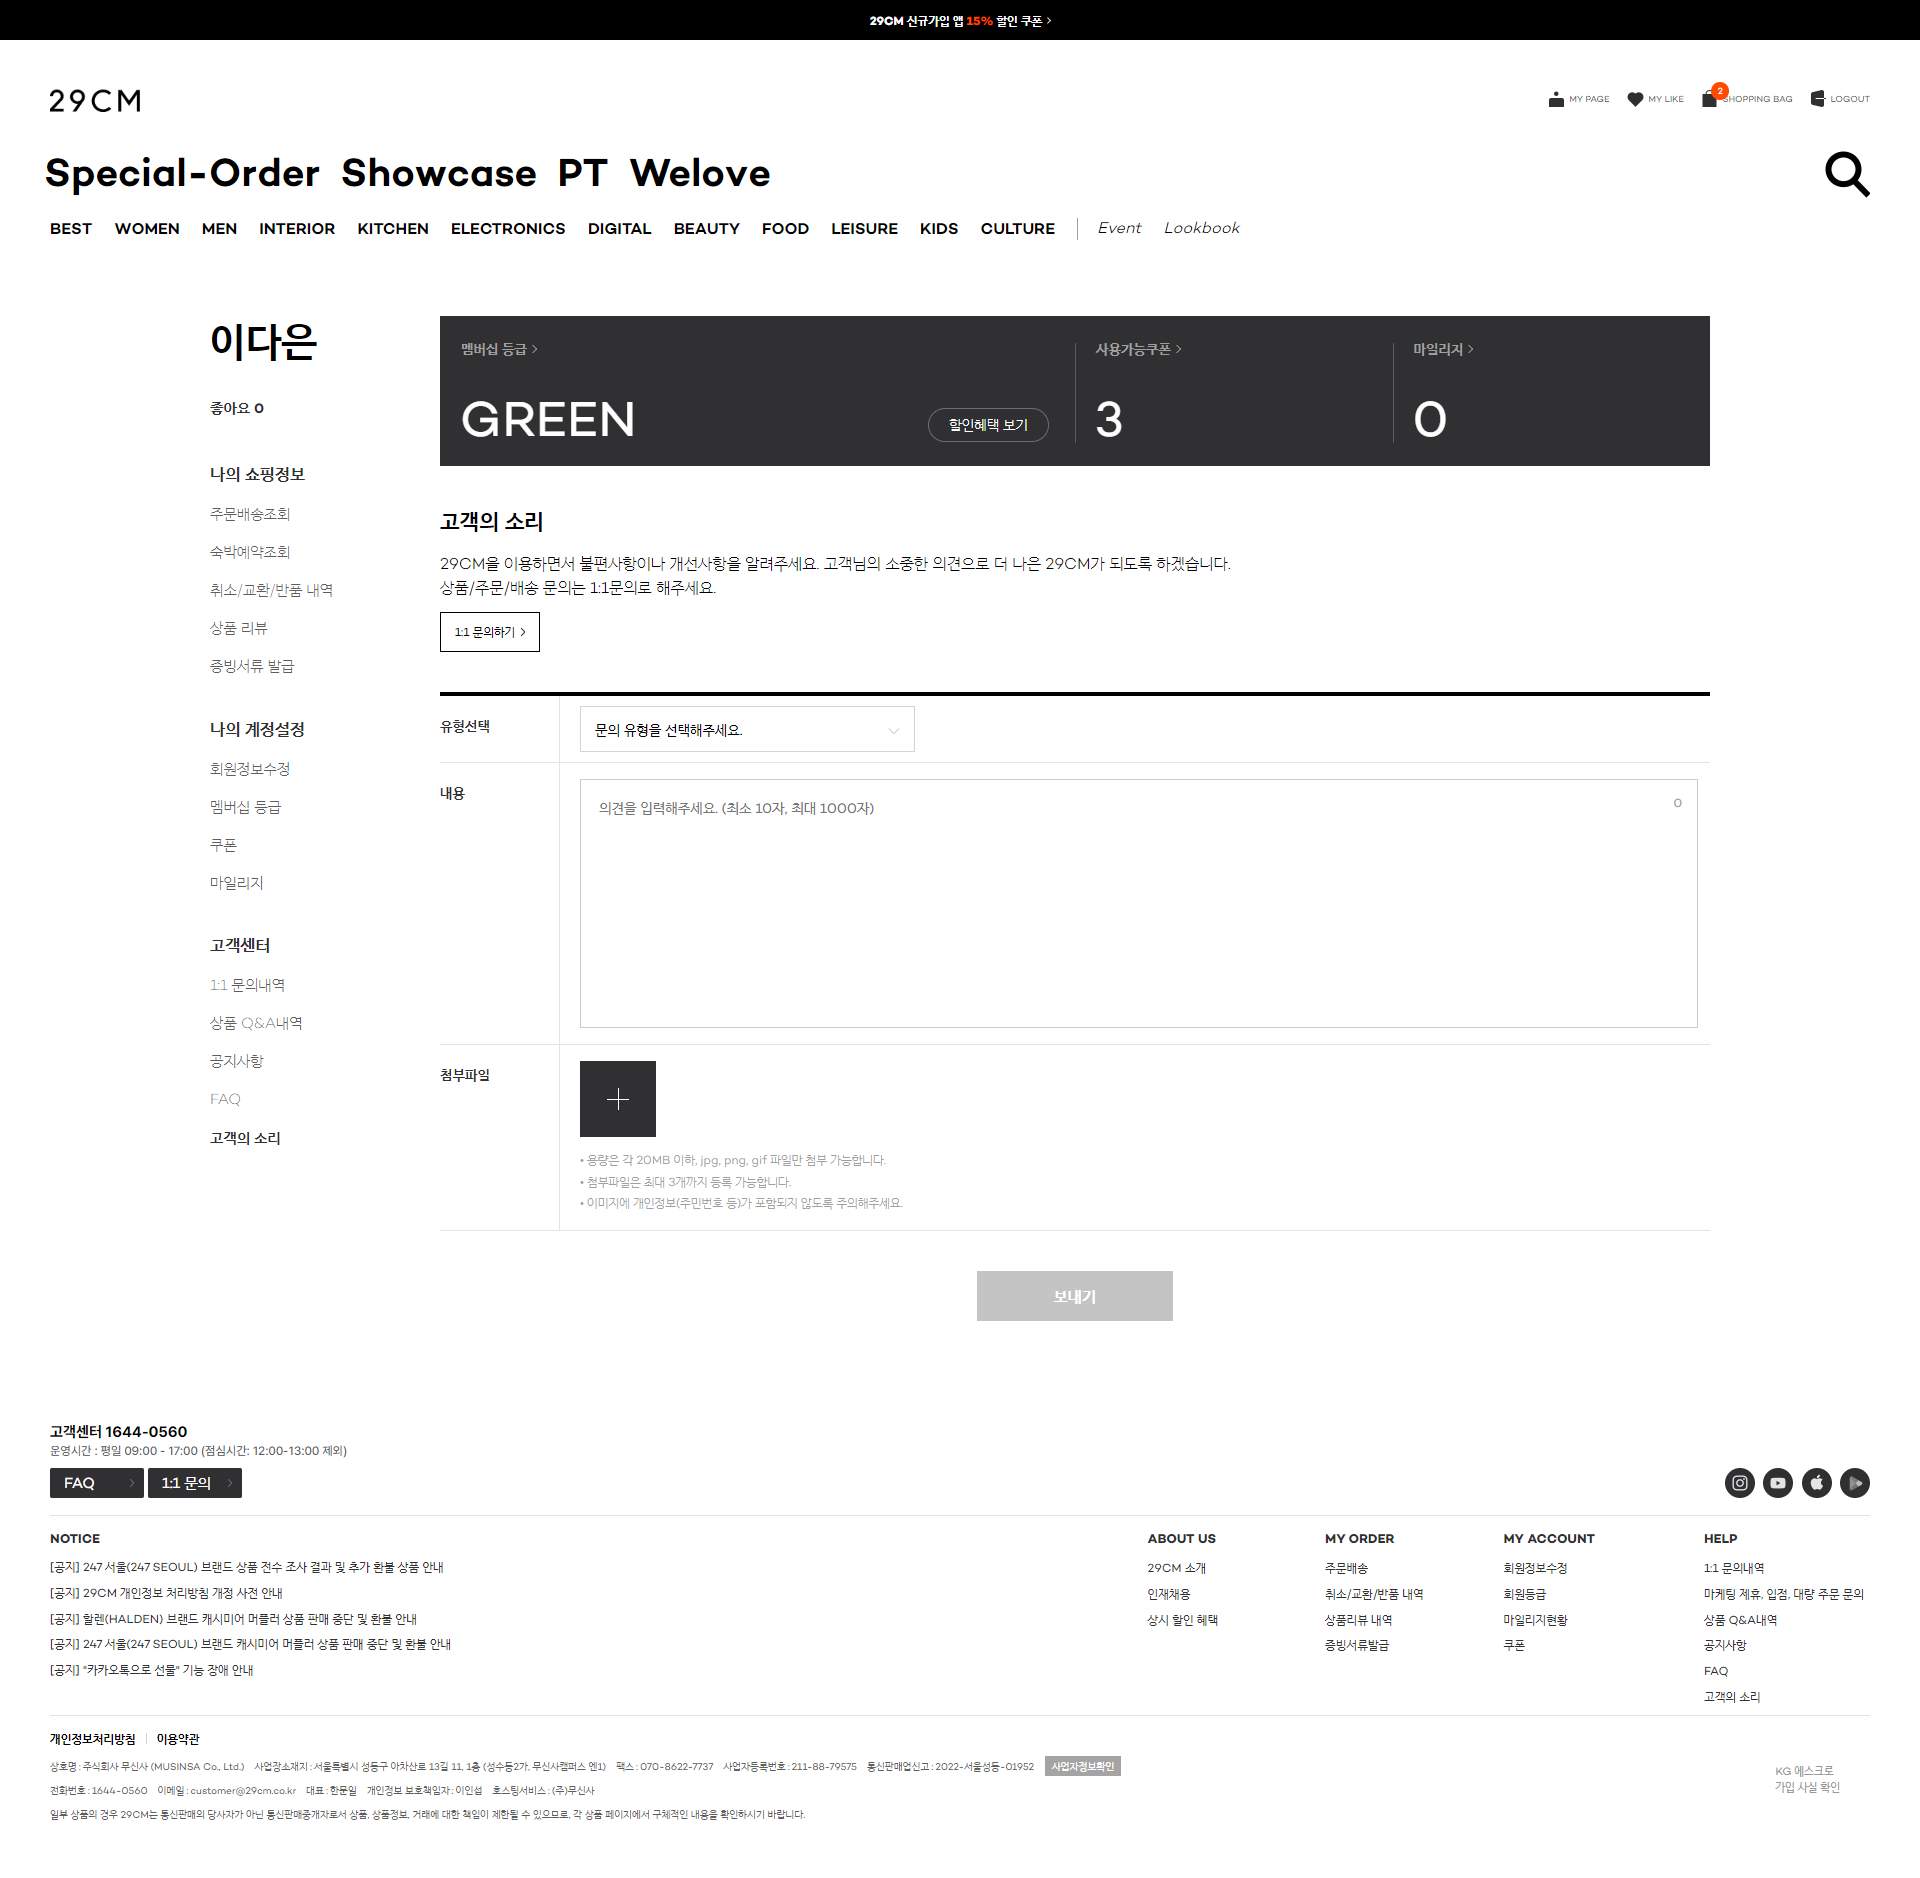 29CM 신규가입 앱 15% 할인 쿠폰 >
29CM
MY PAGE
MY LIKE
2
SHOPPING BAG
LOGOUT
Special-Order Showcase PT Welove
BEST WOMEN MEN INTERIOR KITCHEN ELECTRONICS DIGITAL BEAUTY FOOD LEISURE KIDS CULTURE Event Lookbook
이다은
좋아요 0
나의 쇼핑정보
주문배송조회
숙박예약조회
취소/교환/반품 내역
상품 리뷰
증빙서류 발급
나의 계정설정
회원정보수정
멤버십 등급
쿠폰
마일리지
고객센터
1:1 문의내역
상품 Q&A내역
공지사항
FAQ
고객의 소리
멤버십 등급 >
GREEN
할인혜택 보기
사용가능쿠폰 >
3
마일리지 >
0
고객의 소리
29CM을 이용하면서 불편사항이나 개선사항을 알려주세요. 고객님의 소중한 의견으로 더 나은 29CM가 되도록 하겠습니다.
상품/주문/배송 문의는 1:1문의로 해주세요.
1:1 문의하기 >
유형선택
문의 유형을 선택해주세요.
내용
의견을 입력해주세요. (최소 10자, 최대 1000자)
0
첨부파일
• 용량은 각 20MB 이하, jpg, png, gif 파일만 첨부 가능합니다.
• 첨부파일은 최대 3개까지 등록 가능합니다.
• 이미지에 개인정보(주민번호 등)가 포함되지 않도록 주의해주세요.
보내기
고객센터 1644-0560
운영시간 : 평일 09:00 - 17:00 (점심시간: 12:00-13:00 제외)
FAQ >
1:1 문의 >
NOTICE
[공지] 247 서울(247 SEOUL) 브랜드 상품 전수 조사 결과 및 추가 환불 상품 안내
[공지] 29CM 개인정보 처리방침 개정 사전 안내
[공지] 할렌(HALDEN) 브랜드 캐시미어 머플러 상품 판매 중단 및 환불 안내
[공지] 247 서울(247 SEOUL) 브랜드 캐시미어 머플러 상품 판매 중단 및 환불 안내
[공지] "카카오톡으로 선물" 기능 장애 안내
ABOUT US
29CM 소개
인재채용
상시 할인 혜택
MY ORDER
주문배송
취소/교환/반품 내역
상품리뷰 내역
증빙서류발급
MY ACCOUNT
회원정보수정
회원등급
마일리지현황
쿠폰
HELP
1:1 문의내역
마케팅 제휴, 입점, 대량 주문 문의
상품 Q&A내역
공지사항
FAQ
고객의 소리
개인정보처리방침 이용약관
상호명 : 주식회사 무신사 (MUSINSA Co., Ltd.) 사업장소재지 : 서울특별시 성동구 아차산로 13길 11, 1층 (성수동2가, 무신사캠퍼스 엔1) 팩스 : 070-8622-7737 사업자등록번호 : 211-88-79575 통신판매업신고 : 2022-서울성동-01952 사업자정보확인
전화번호 : 1644-0560 이메일 : customer@29cm.co.kr 대표 : 한문일 개인정보 보호책임자 : 이인섭 호스팅서비스 : (주)무신사
일부 상품의 경우 29CM는 통신판매의 당사자가 아닌 통신판매중개자로서 상품, 상품정보, 거래에 대한 책임이 제한될 수 있으므로, 각 상품 페이지에서 구체적인 내용을 확인하시기 바랍니다.
KG 에스크로
가입 사실 확인